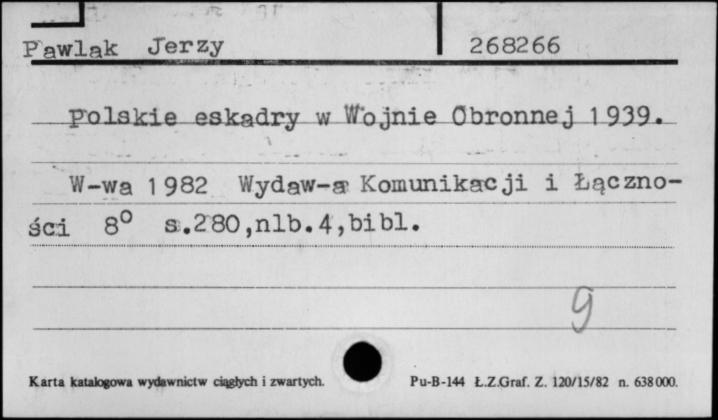 Pawlak Jerzy 268266
Polskie eskadry w Wojnie Obronnej 1939.
W-wa 1982 Wydaw-a Komunikacji i Łączno-
ści 8º s.280,nlb.4,bibl.
9
Karta katalogowa wydawnictw ciągłych i zwartych. Pu-B-144 Ł.Z.Graf. Z. 120/15/82 n. 638000.